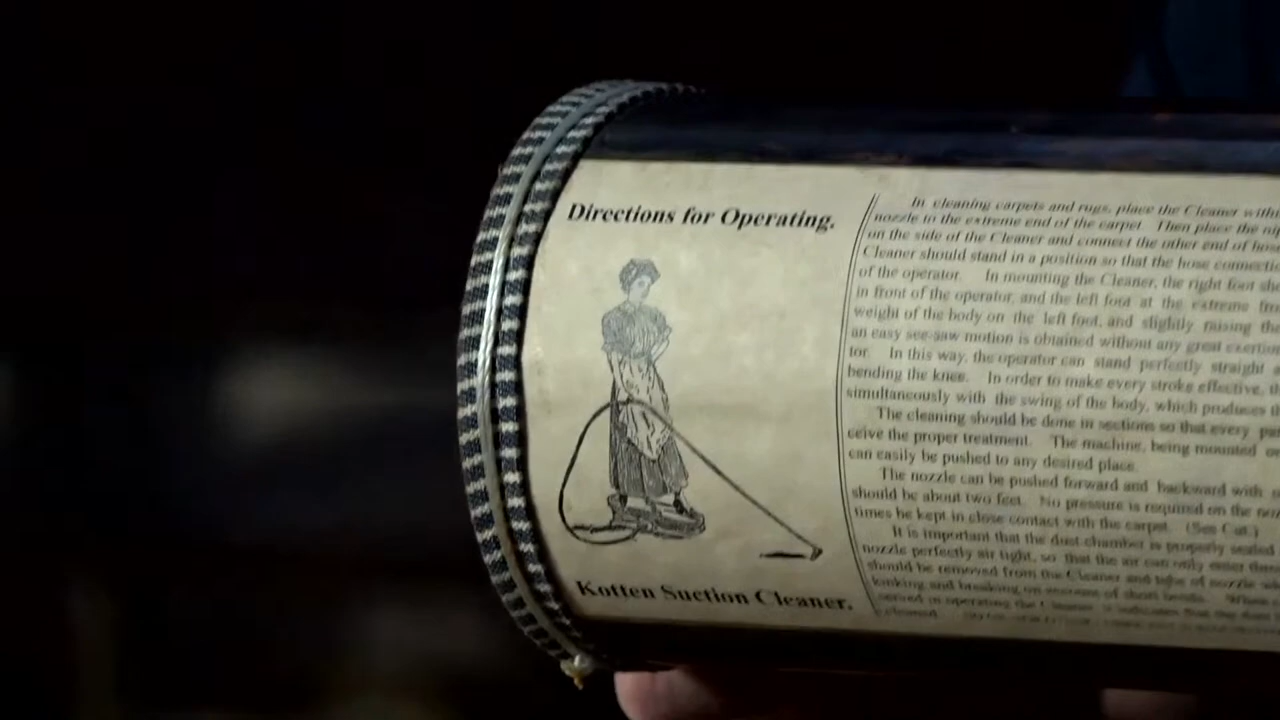 Directions for Operating.
Kotten Suction Cleaner.
In cleaning carpets and rugs, place the Cleaner
nozzle to the extreme end of the carpet. Then place the
on the side of the Cleaner and connect the other end of
Cleaner should stand in a position so that the hose
of the operator. In mounting the Cleaner, the right foot
in front of the operator, and the left foot at the extreme
weight of the body on the left foot, and slightly raising
an easy see-saw motion is obtained without any great
tor. In this way, the operator can stand perfectly straight
bending the knee. In order to make every stroke effective,
simultaneously with the swing of the body, which produces
The cleaning should be done in sections so that every
ceive the proper treatment. The machine, being mounted
can easily be pushed to any desired place.
The nozzle can be pushed forward and backward with
should be about two feet. No pressure is required on the
times be kept in close contact with the carpet. (See Cut.)
It is important that the dust chamber is properly sealed
nozzle perfectly air tight, so that the air can only enter
should be removed from the Cleaner and
kinking and breaking on account of short bends.
in operating the Cleaner, it indicates that the